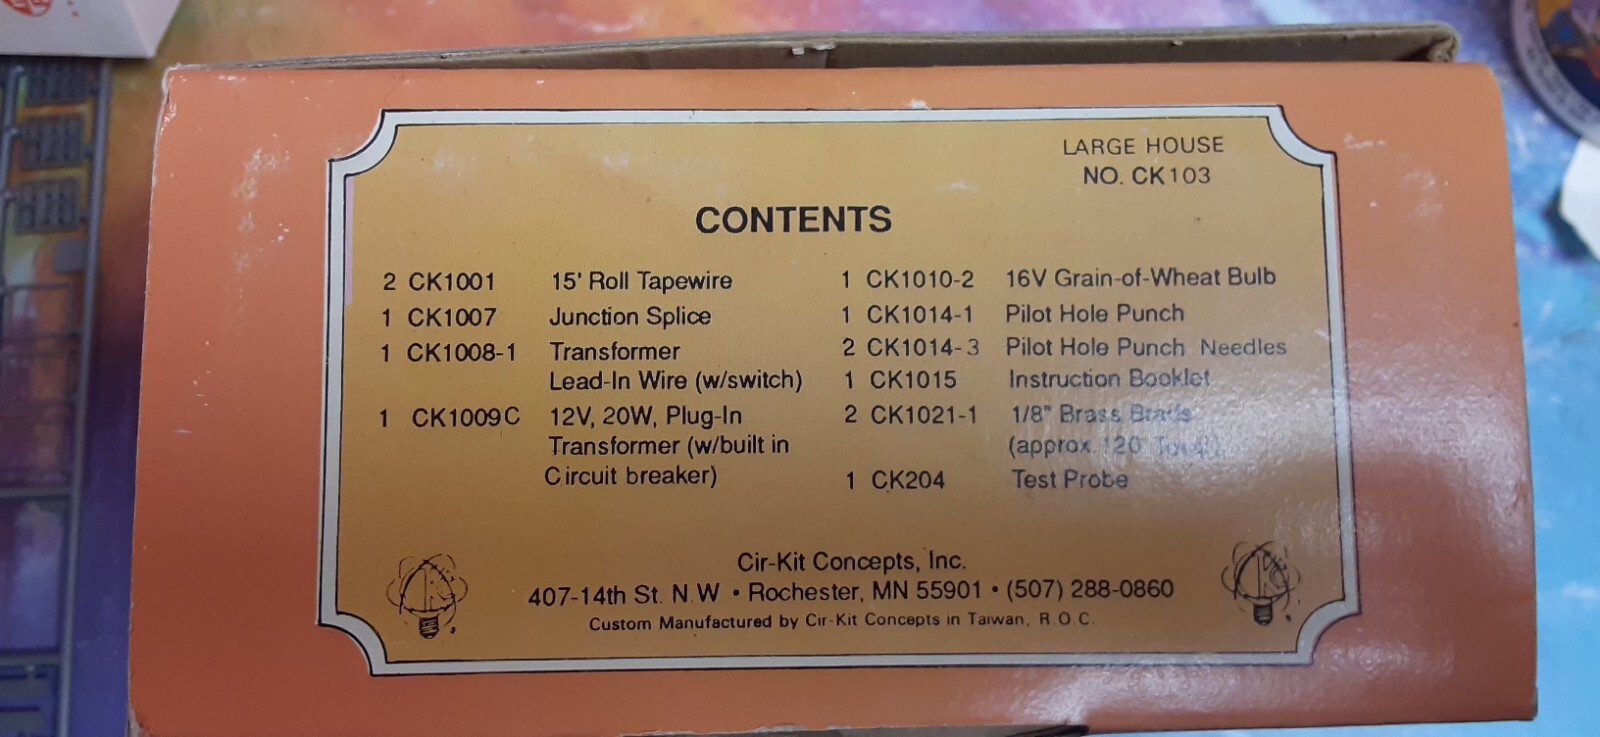 LARGE HOUSE
NO. CK103
CONTENTS
2 CK1001 15' Roll Tapewire
1 CK1007 Junction Splice
1 CK1008-1 Transformer
Lead-In Wire (w/switch)
1 CK1009C 12V, 20W, Plug-In
Transformer (w/built in
Circuit breaker)
1 CK1010-2 16V Grain-of-Wheat Bulb
1 CK1014-1 Pilot Hole Punch
2 CK1014-3 Pilot Hole Punch Needles
1 CK1015 Instruction Booklet
2 CK1021-1 1/8" Brass Brads
(approx. 120 Total)
1 CK204 Test Probe
Cir-Kit Concepts, Inc.
407-14th St. N.W • Rochester, MN 55901 • (507) 288-0860
Custom Manufactured by Cir-Kit Concepts in Taiwan, R.O.C.